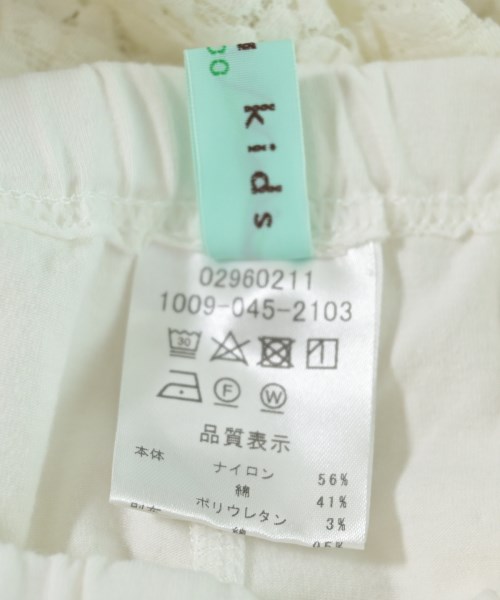 kids
02960211
1009-045-2103
30
F W
品質表示
本体 ナイロン 56%
綿 41%
ポリウレタン 3%